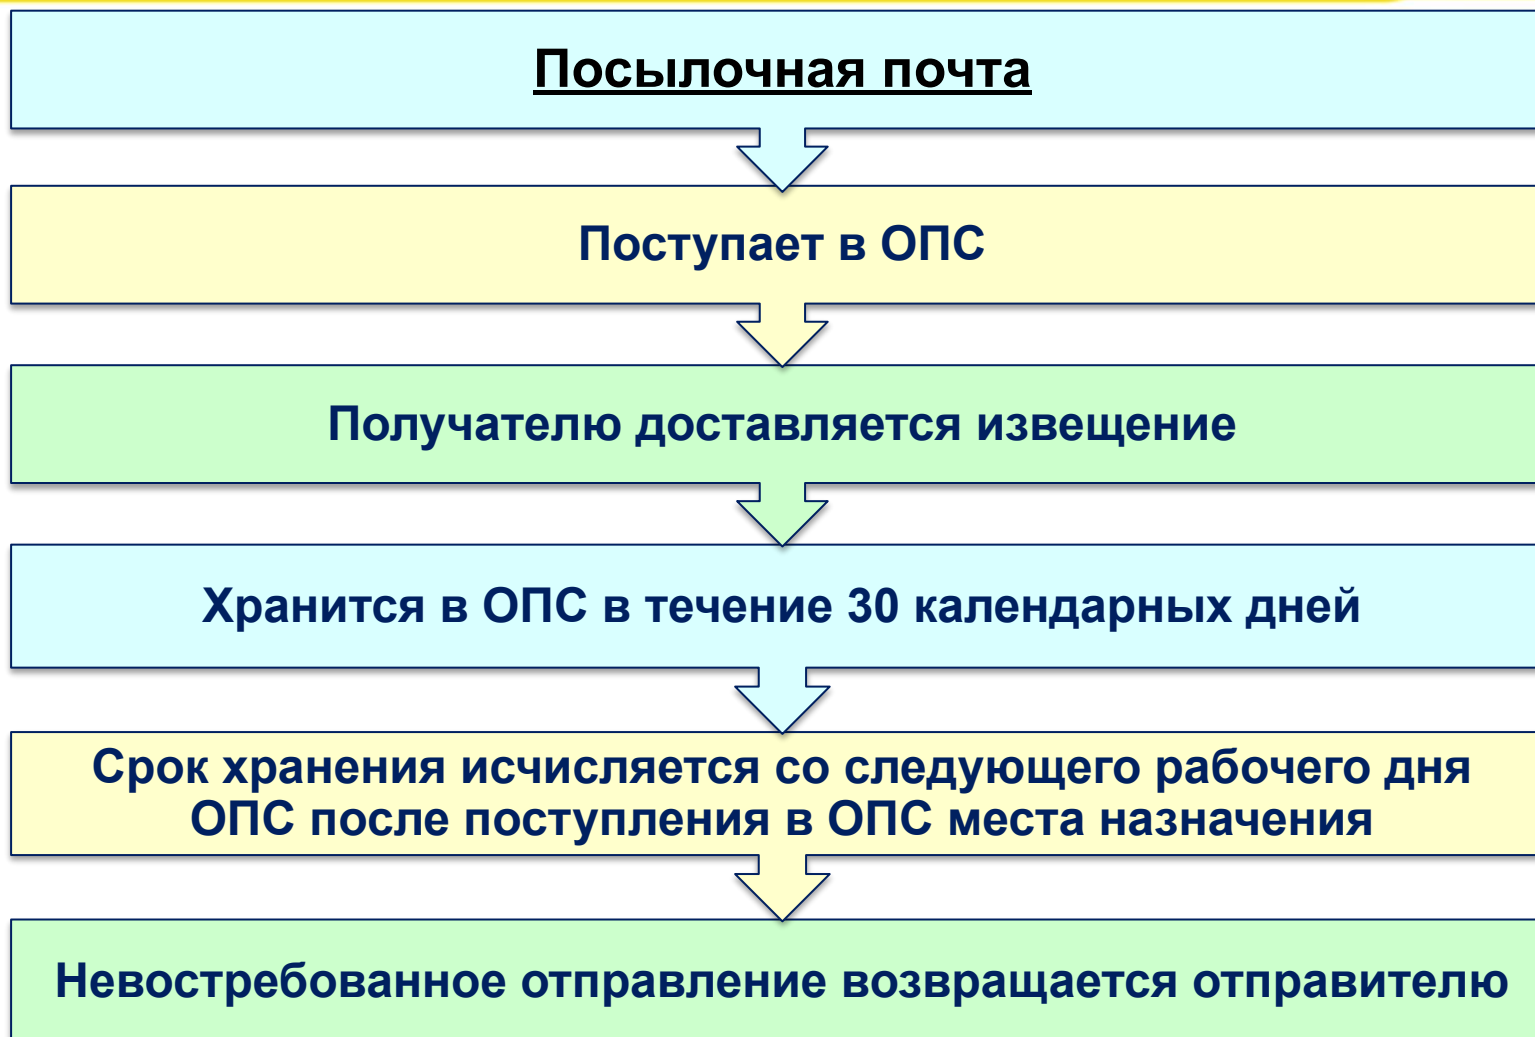 Посылочная почта
Поступает в ОПС
Получателю доставляется извещение
Хранится в ОПС в течение 30 календарных дней
Срок хранения исчисляется со следующего рабочего дня
ОПС после поступления в ОПС места назначения
Невостребованное отправление возвращается отправителю